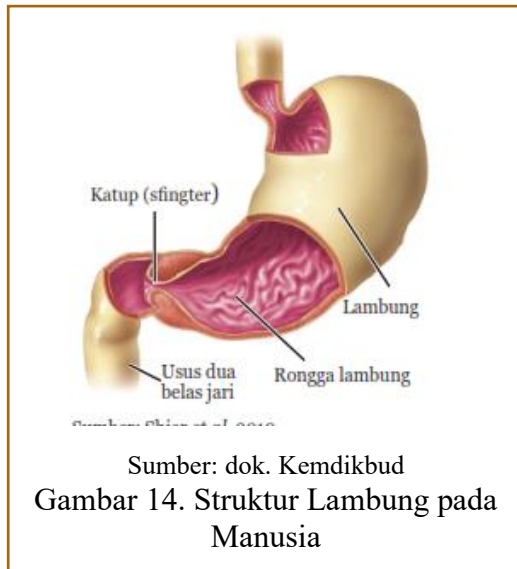 Katup (sfingter)
Lambung
Usus dua
belas jari
Rongga lambung
Sumber: dok. Kemdikbud
Gambar 14. Struktur Lambung pada
Manusia